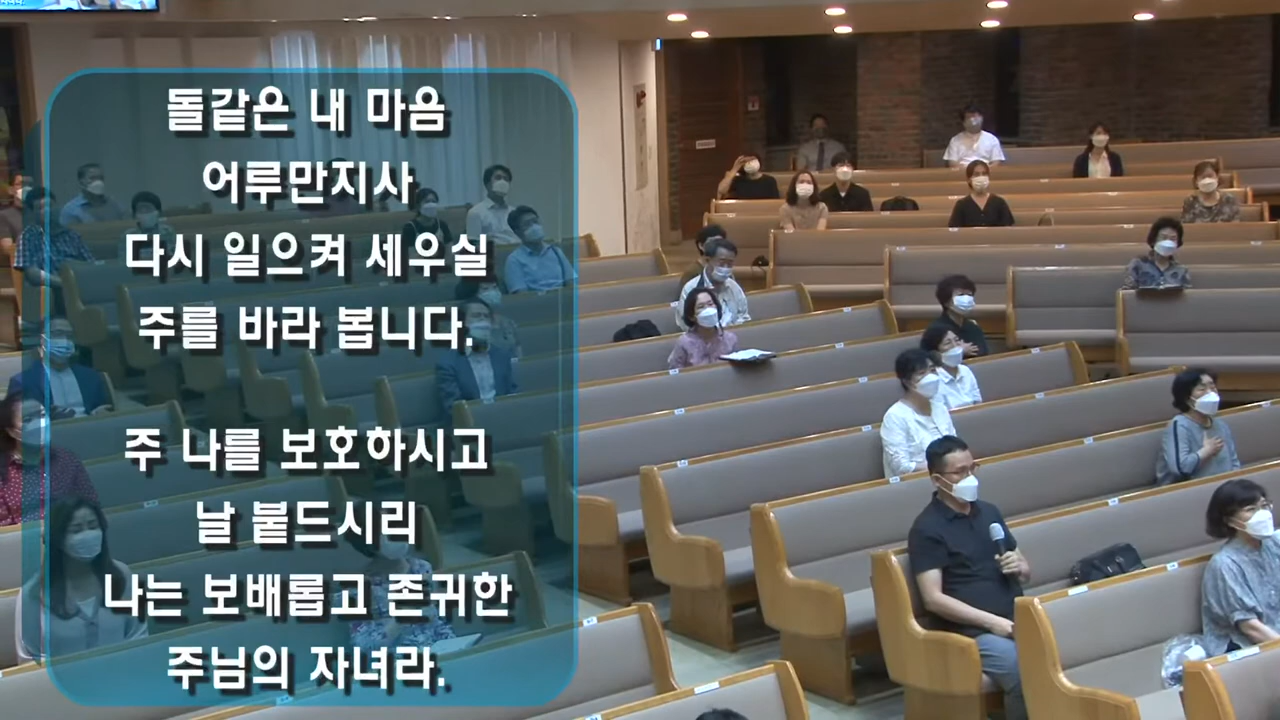 돌같은 내 마음
어루만지사
다시 일으켜 세우실
주를 바라 봅니다.
주 나를 보호하시고
날 붙드시리
나는 보배롭고 존귀한
주님의 자녀라.